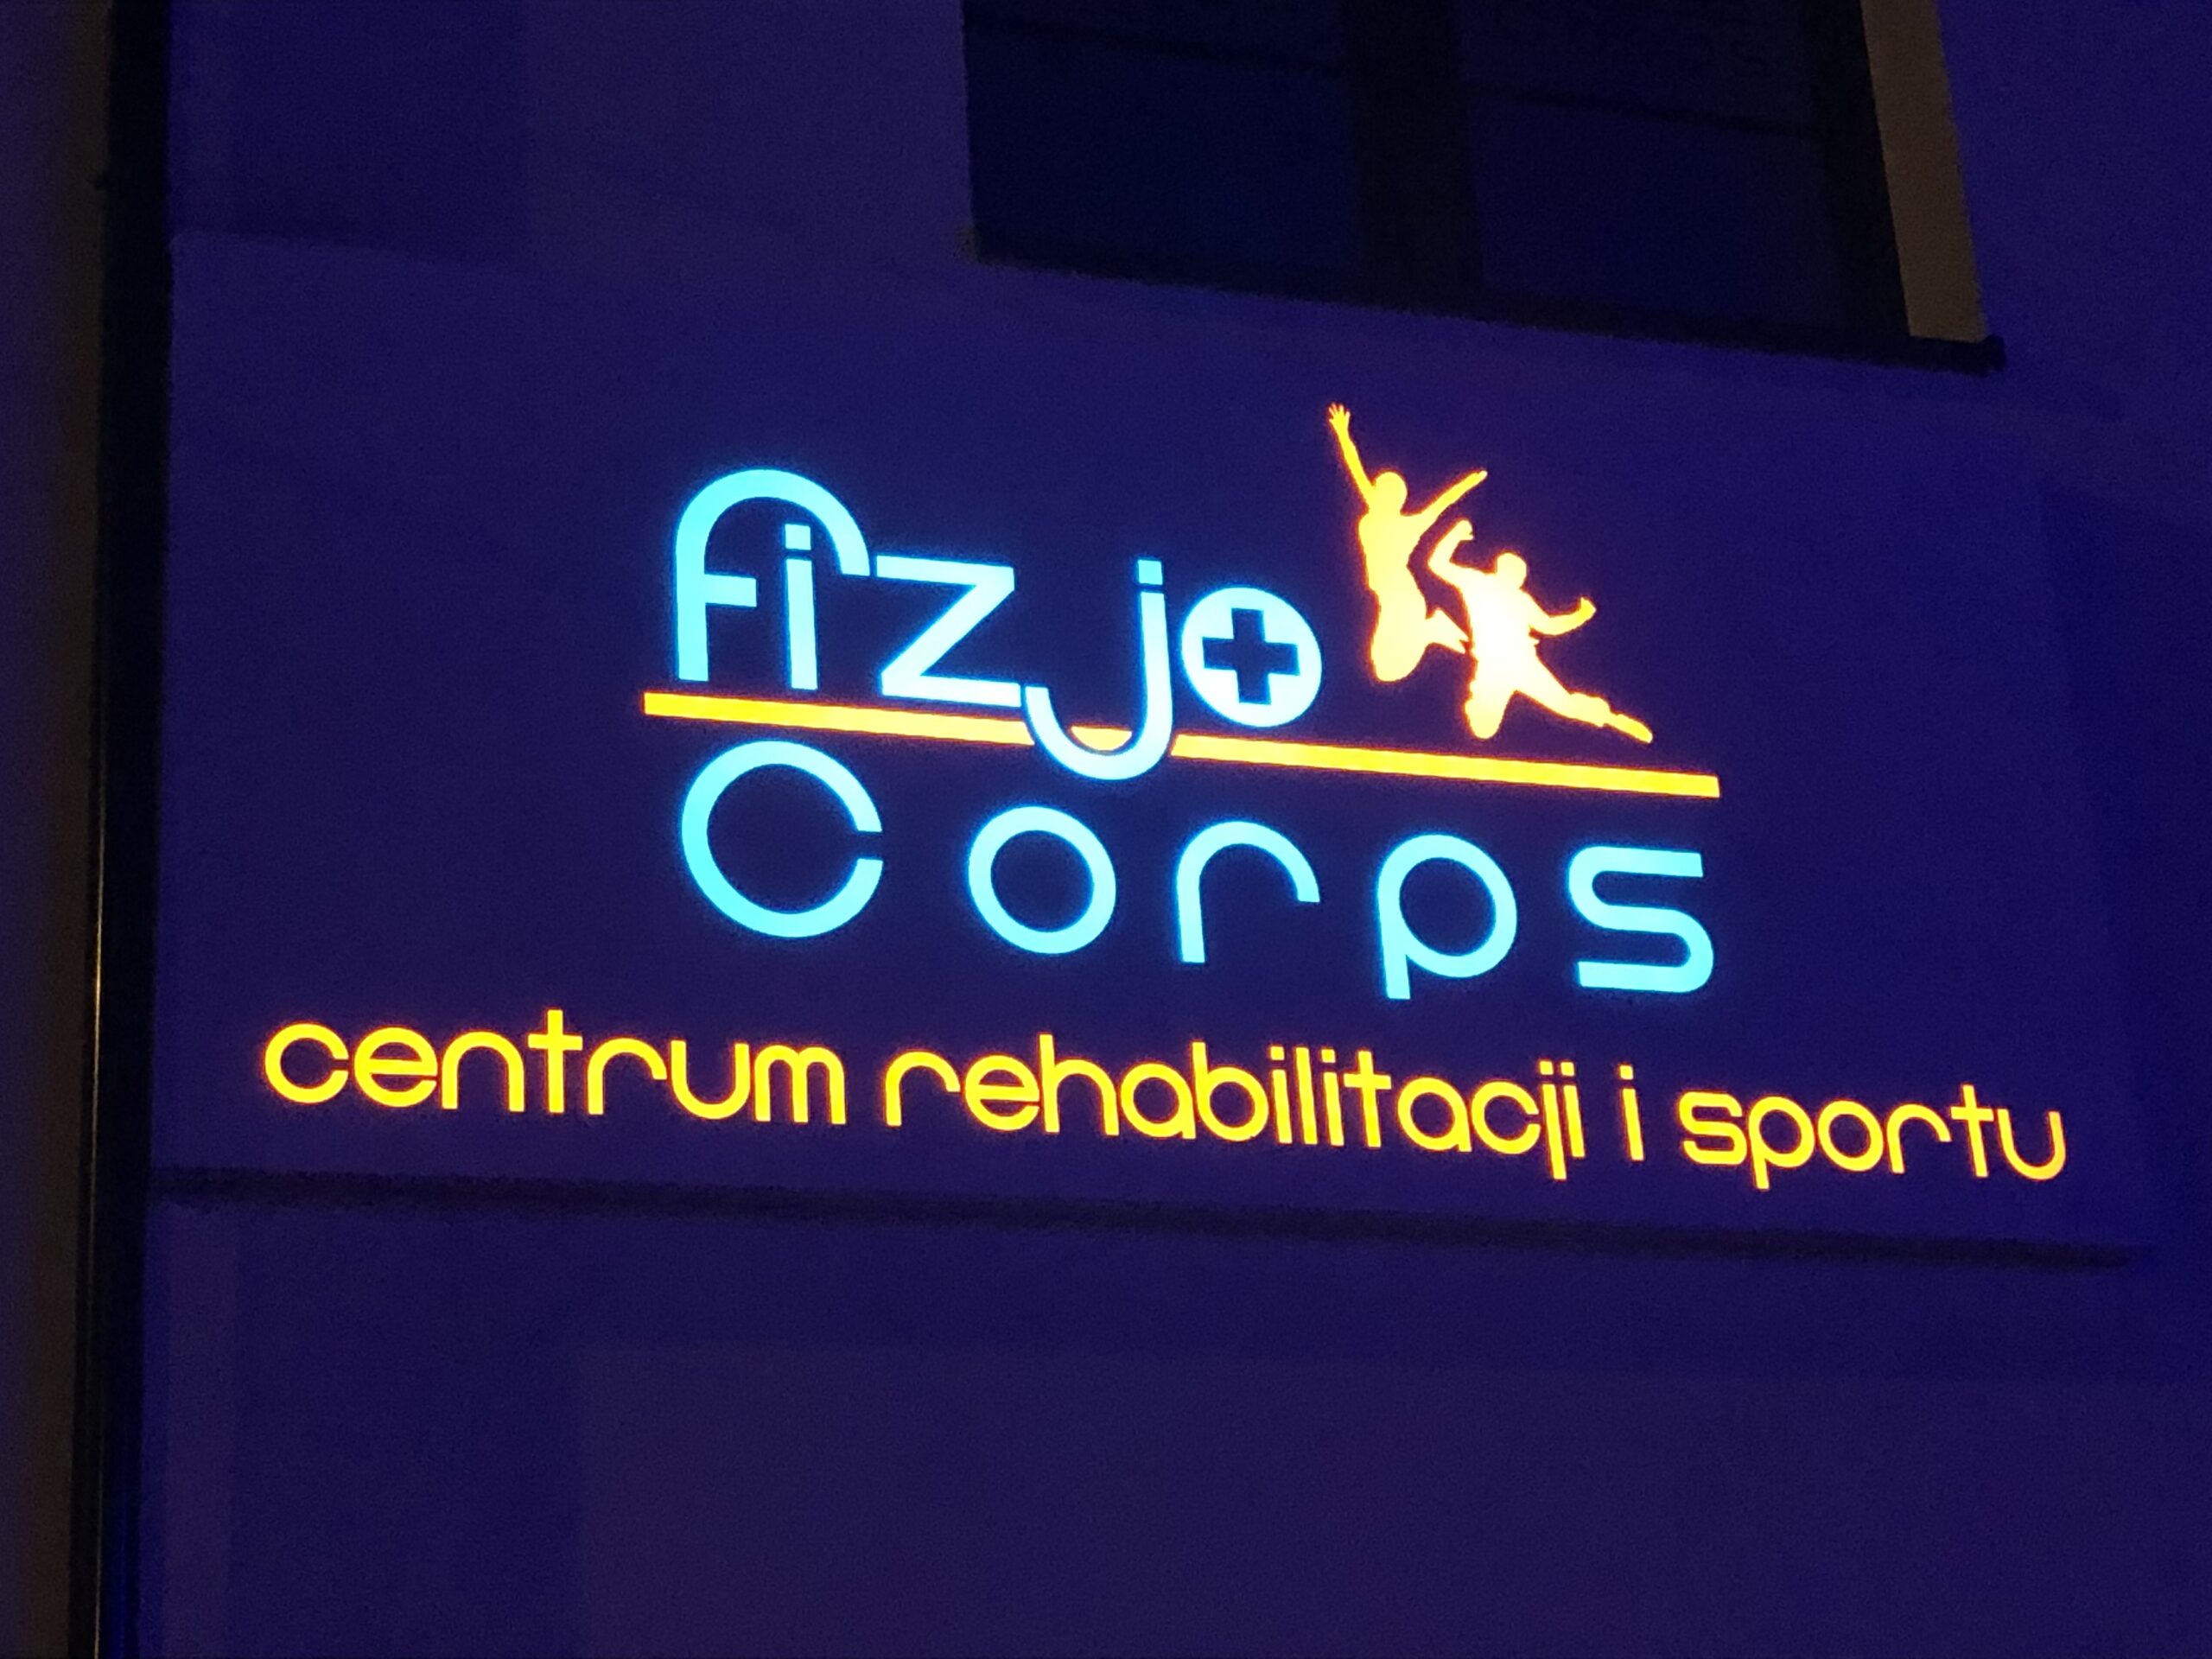 fizjo
Corps
centrum rehabilitacji i sportu